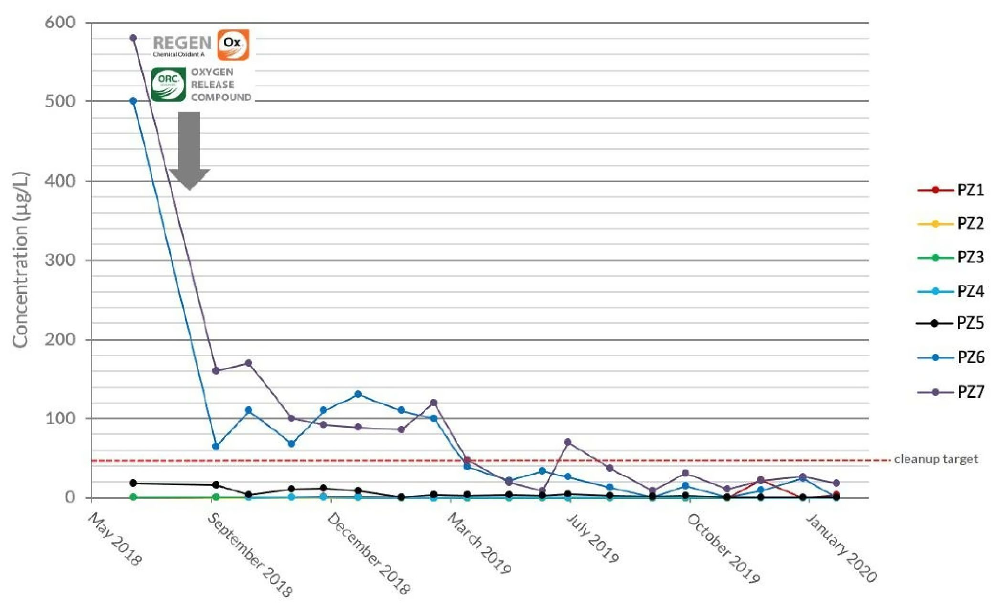 600
500
400
300
200
100
0
Concentration (µg/L)
REGEN Ox
Chemical Oxidant A
ORC
OXYGEN
RELEASE
COMPOUND
cleanup target
May 2018
September 2018
December 2018
March 2019
July 2019
October 2019
January 2020
PZ1
PZ2
PZ3
PZ4
PZ5
PZ6
PZ7